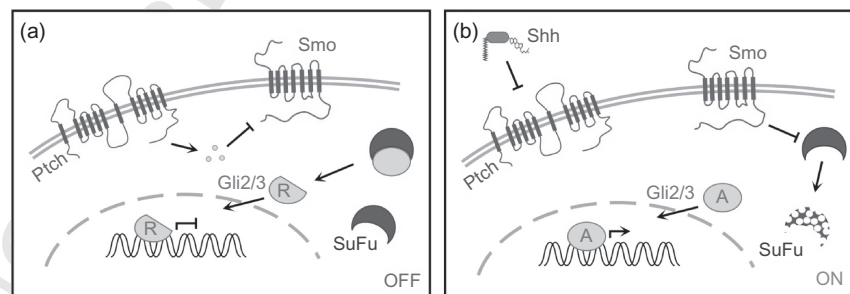 (a)
Smo
Ptch
Gli2/3
R
R
SuFu
OFF
(b)
Shh
Smo
Ptch
Gli2/3
A
A
SuFu
ON